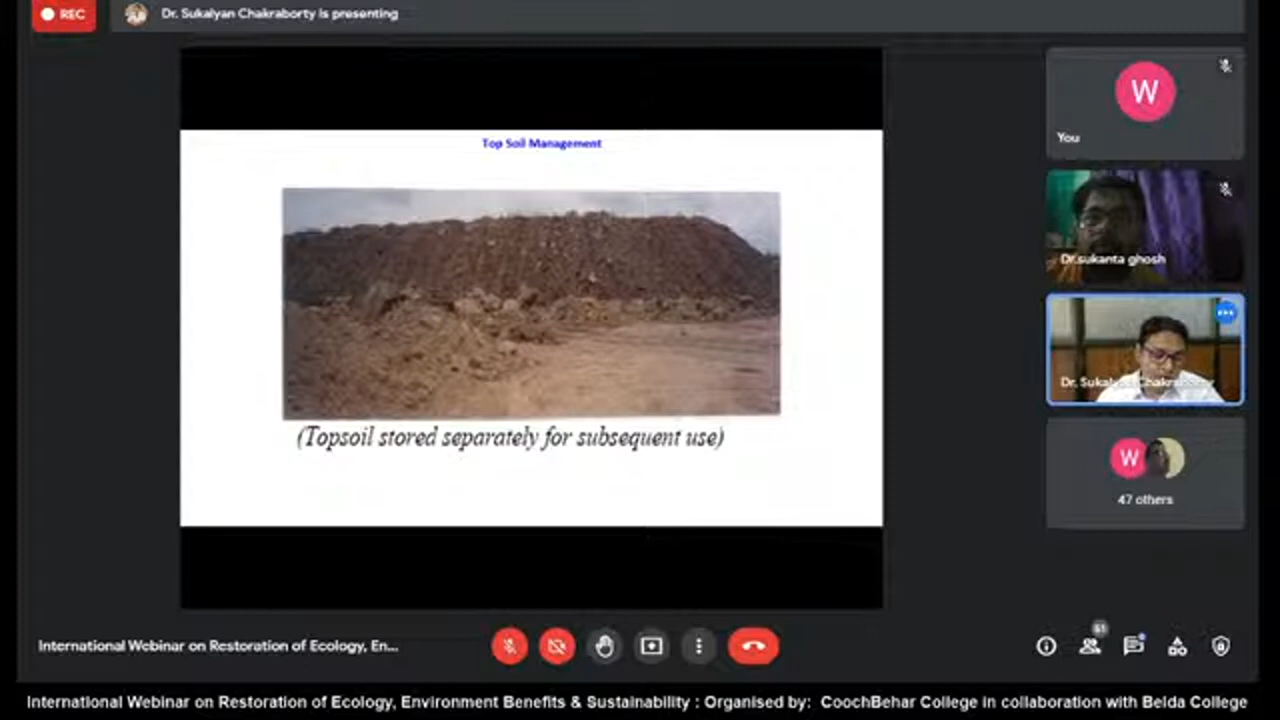 REC
Dr. Sukalyan Chakraborty is presenting
W
You
Top Soil Management
Dr.sukanta ghosh
(Topsoil stored separately for subsequent use)
W
47 others
51
International Webinar on Restoration of Ecology, En...
International Webinar on Restoration of Ecology, Environment Benefits & Sustainability : Organised by: CoochBehar College in collaboration with Belda College